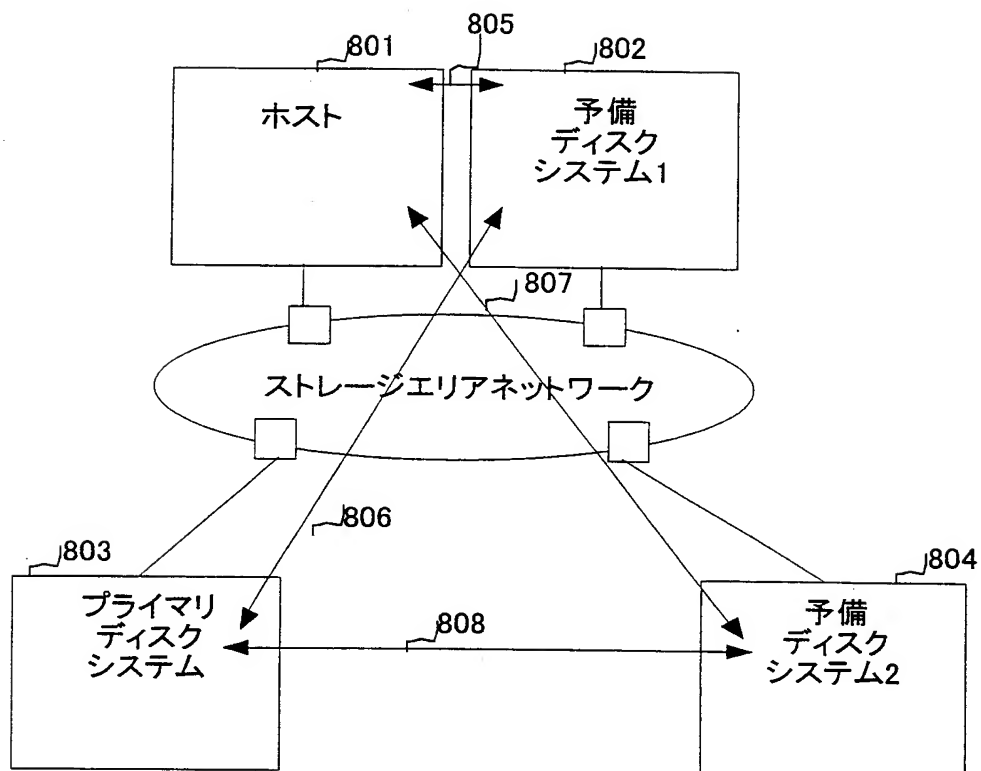 805
801
802
ホスト
予備
ディスク
システム1
807
ストレージエリアネットワーク
806
803
804
プライマリ
ディスク
システム
808
予備
ディスク
システム2